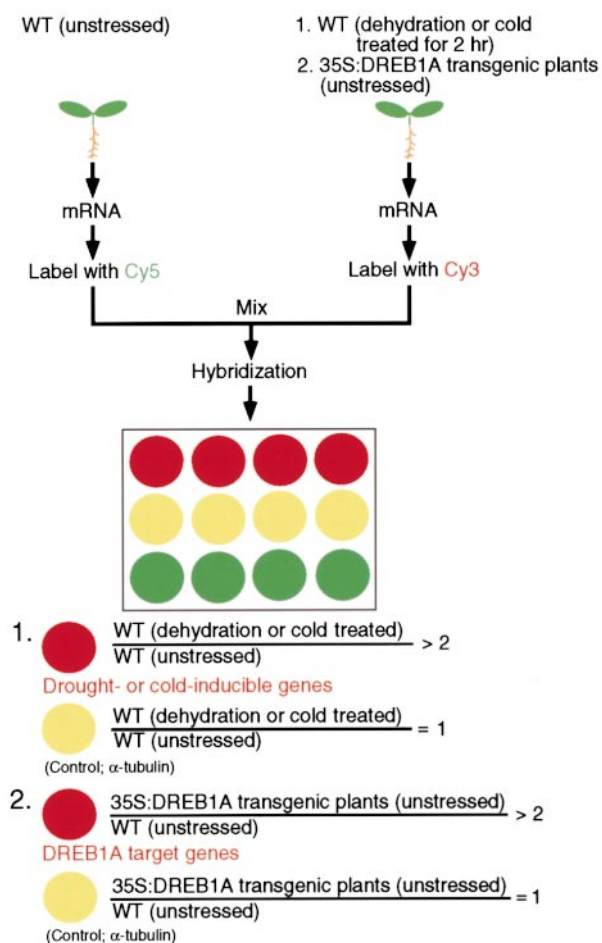 WT (unstressed)
1. WT (dehydration or cold
treated for 2 hr)
2. 35S:DREB1A transgenic plants
(unstressed)
mRNA
mRNA
Label with Cy5
Label with Cy3
Mix
Hybridization
1.
WT (dehydration or cold treated)
WT (unstressed)
> 2
Drought- or cold-inducible genes
WT (dehydration or cold treated)
WT (unstressed)
= 1
(Control; α-tubulin)
2.
35S:DREB1A transgenic plants (unstressed)
WT (unstressed)
> 2
DREB1A target genes
35S:DREB1A transgenic plants (unstressed)
WT (unstressed)
= 1
(Control; α-tubulin)